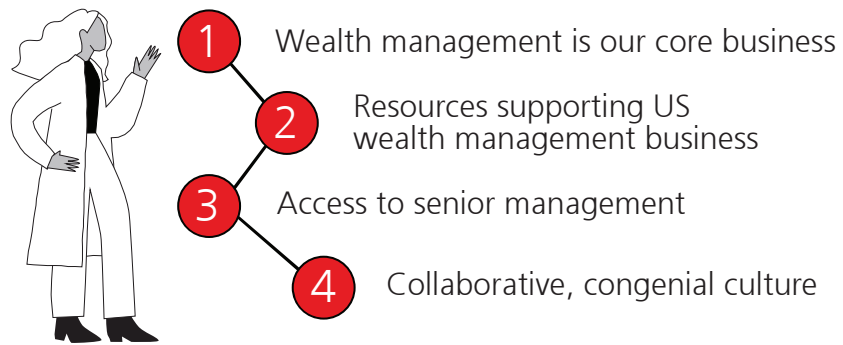 1 Wealth management is our core business
2 Resources supporting US
wealth management business
3 Access to senior management
4 Collaborative, congenial culture